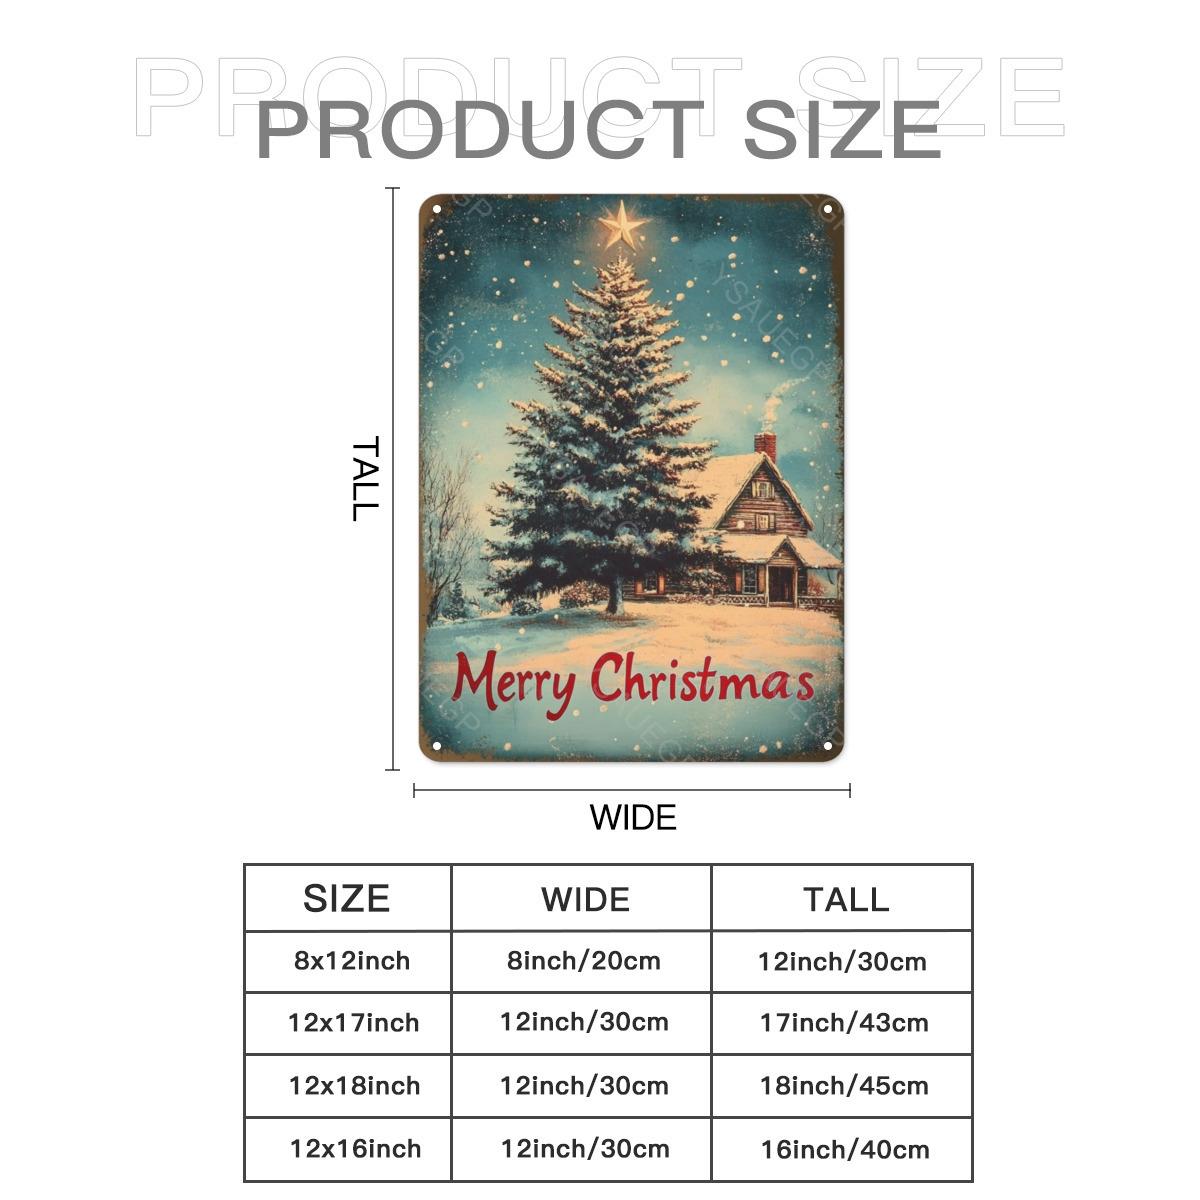 PRODUCT SIZE
PRODUCT SIZE
TALL
YSAUEGP
Merry Christmas
WIDE
SIZE WIDE TALL
8x12inch 8inch/20cm 12inch/30cm
12x17inch 12inch/30cm 17inch/43cm
12x18inch 12inch/30cm 18inch/45cm
12x16inch 12inch/30cm 16inch/40cm